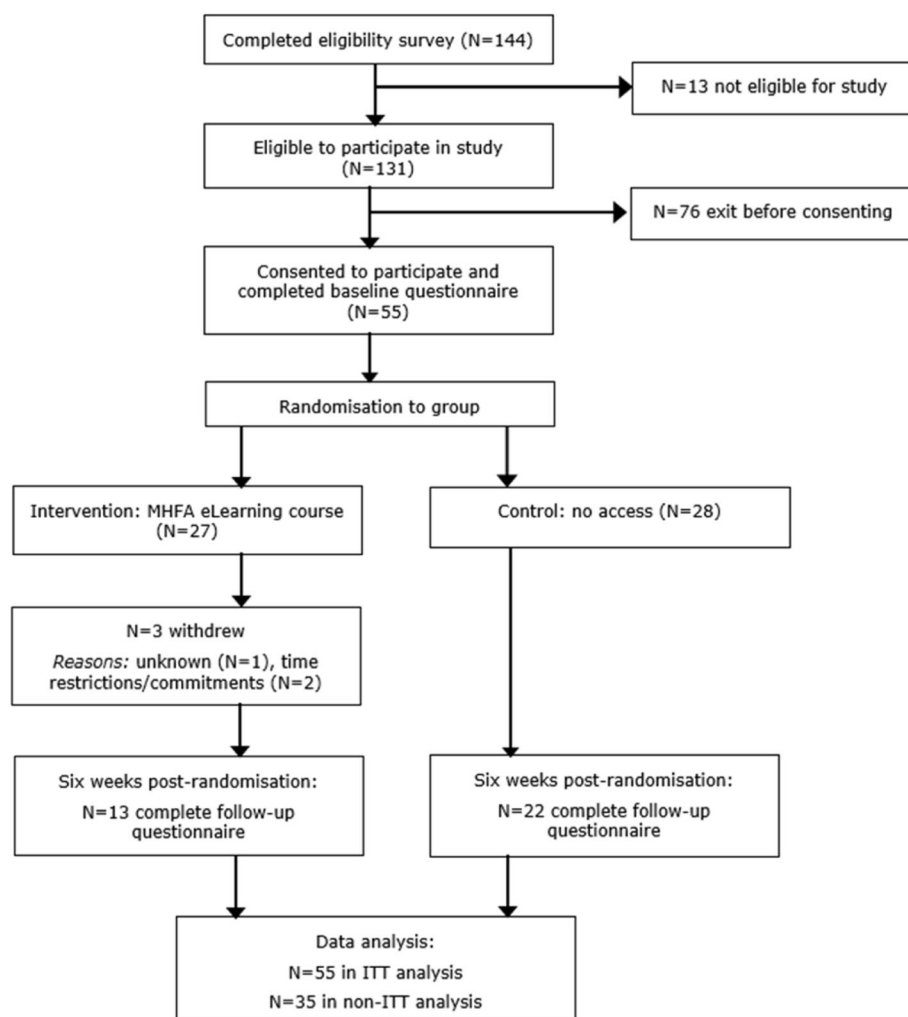 Completed eligibility survey (N=144)
N=13 not eligible for study
Eligible to participate in study
(N=131)
N=76 exit before consenting
Consented to participate and
completed baseline questionnaire
(N=55)
Randomisation to group
Intervention: MHFA eLearning course
(N=27)
Control: no access (N=28)
N=3 withdrew
Reasons: unknown (N=1), time
restrictions/commitments (N=2)
Six weeks post-randomisation:
N=13 complete follow-up
questionnaire
Six weeks post-randomisation:
N=22 complete follow-up
questionnaire
Data analysis:
N=55 in ITT analysis
N=35 in non-ITT analysis